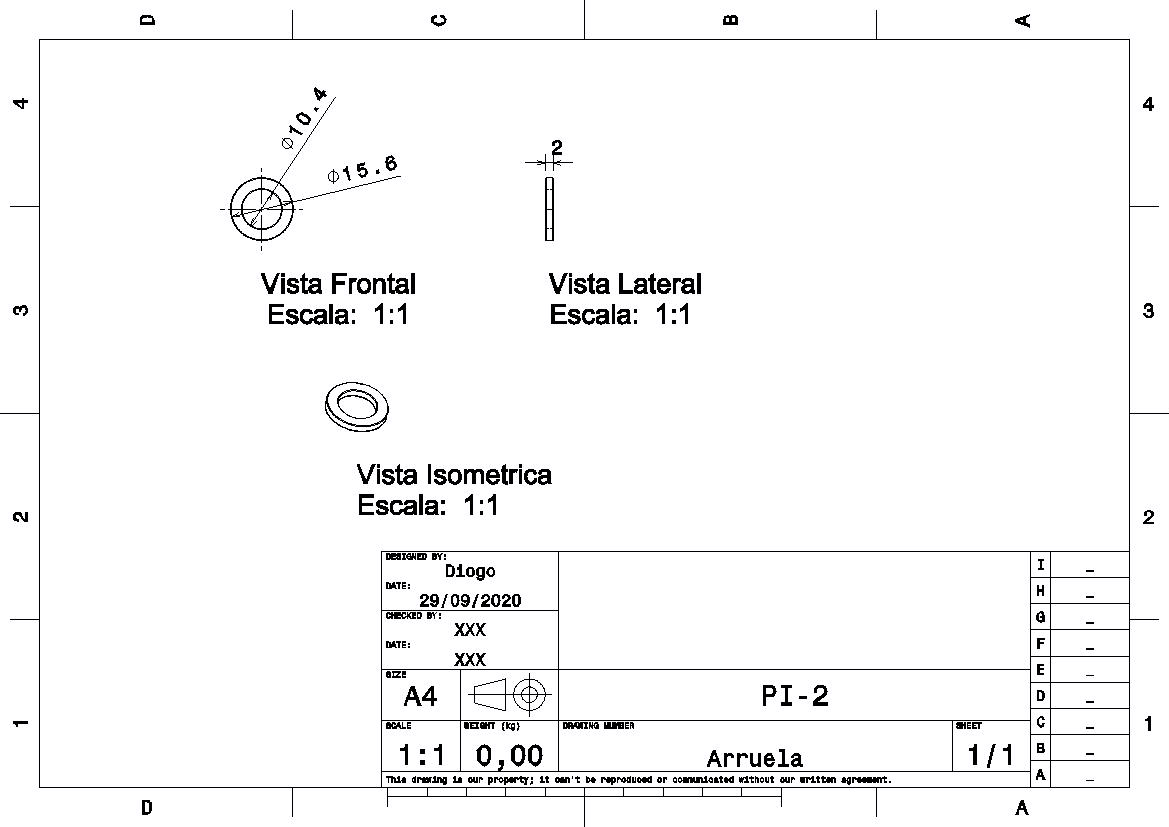 D C B A
4 4
⌀10.4
⌀15.6
2
Vista Frontal
Escala: 1:1
Vista Lateral
Escala: 1:1
3 3
Vista Isometrica
Escala: 1:1
2 2
DESIGNED BY:
Diogo
DATE:
29/09/2020
CHECKED BY:
XXX
DATE:
XXX
SIZE
A4
PI-2
SCALE
1:1
WEIGHT (kg)
0,00
DRAWING NUMBER
Arruela
SHEET
1/1
This drawing is our property; it can't be reproduced or communicated without our written agreement.
I _
H _
G _
F _
E _
D _
C _
B _
A _
1 1
D A